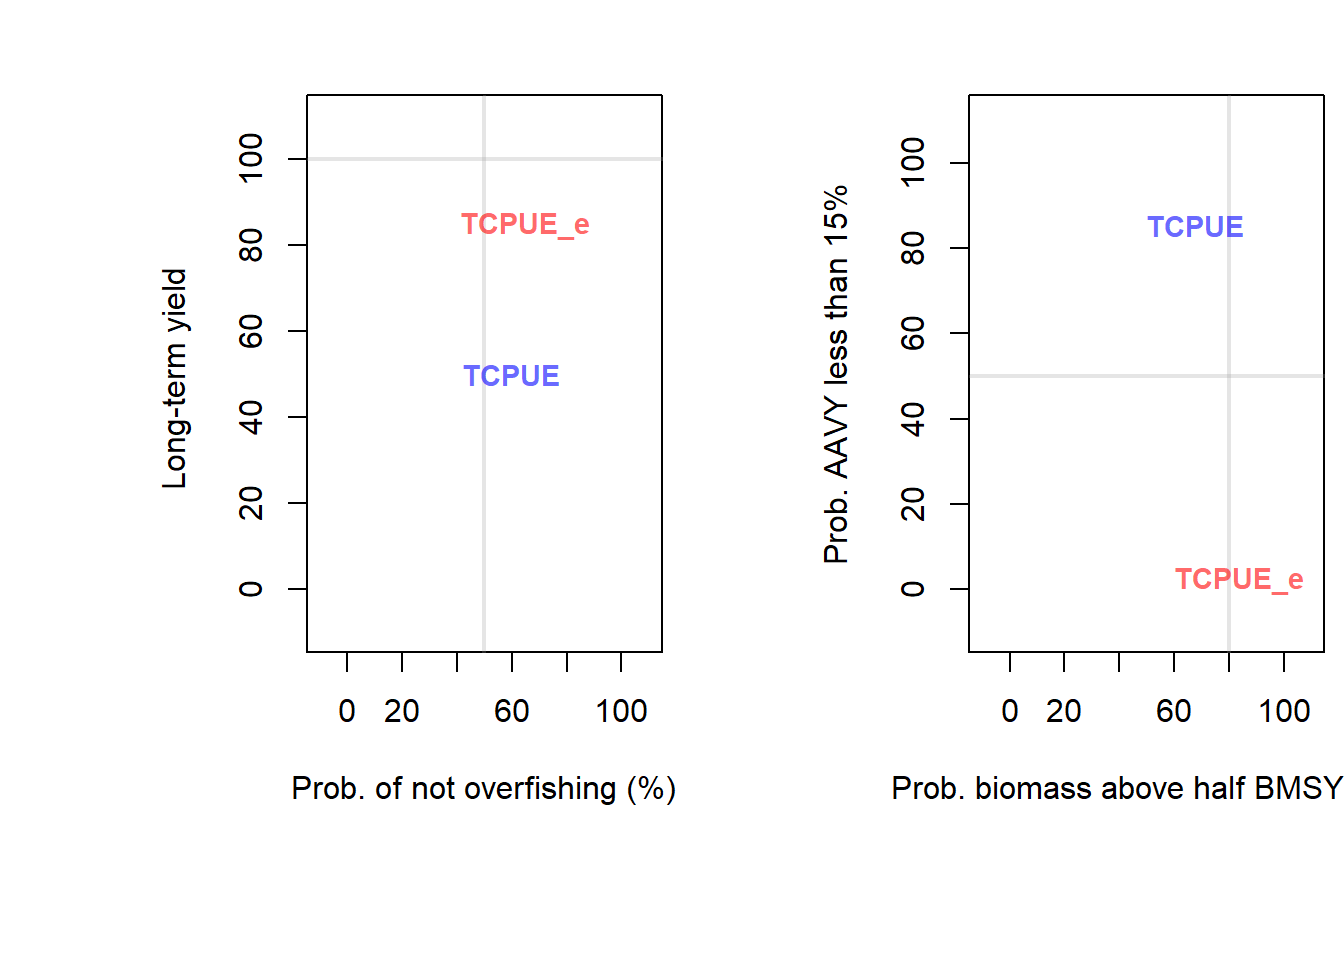 Long-term yield
100
80
60
40
20
0
TCPUE_e
TCPUE
0 20 60 100
Prob. of not overfishing (%)
Prob. AAVY less than 15%
100
80
60
40
20
0
TCPUE
TCPUE_e
0 20 60 100
Prob. biomass above half BMSY